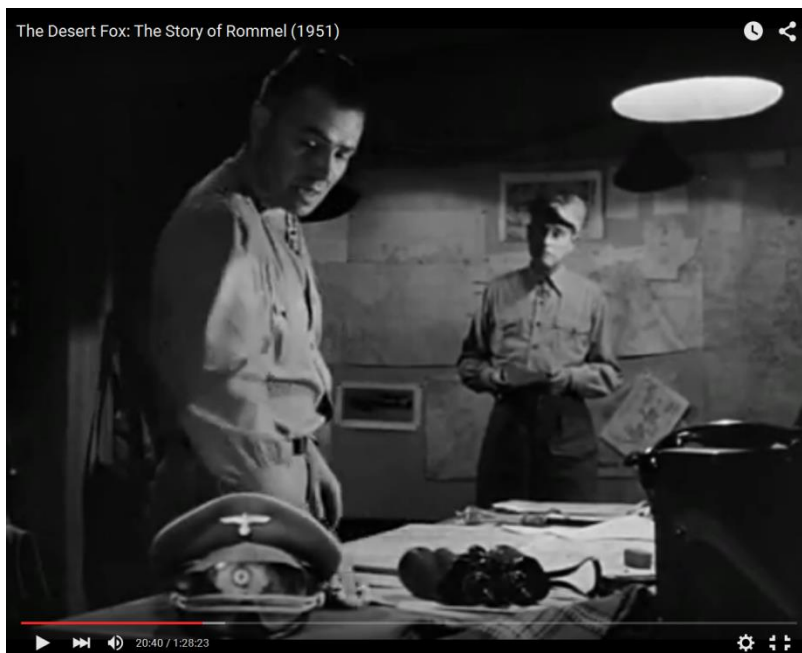 The Desert Fox: The Story of Rommel (1951)
20:40 / 1:28:23